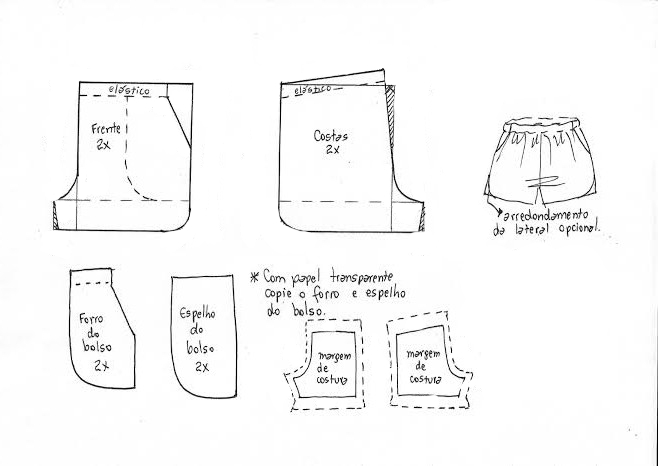 elástico
Frente
2x
elástico
Costas
2x
arredondamento
da lateral opcional.
Forro
do
bolso
2x
Espelho
do
bolso
2x
* Com papel transparente
copie o forro e espelho
do bolso.
margem
de
costura
margem
de
costura